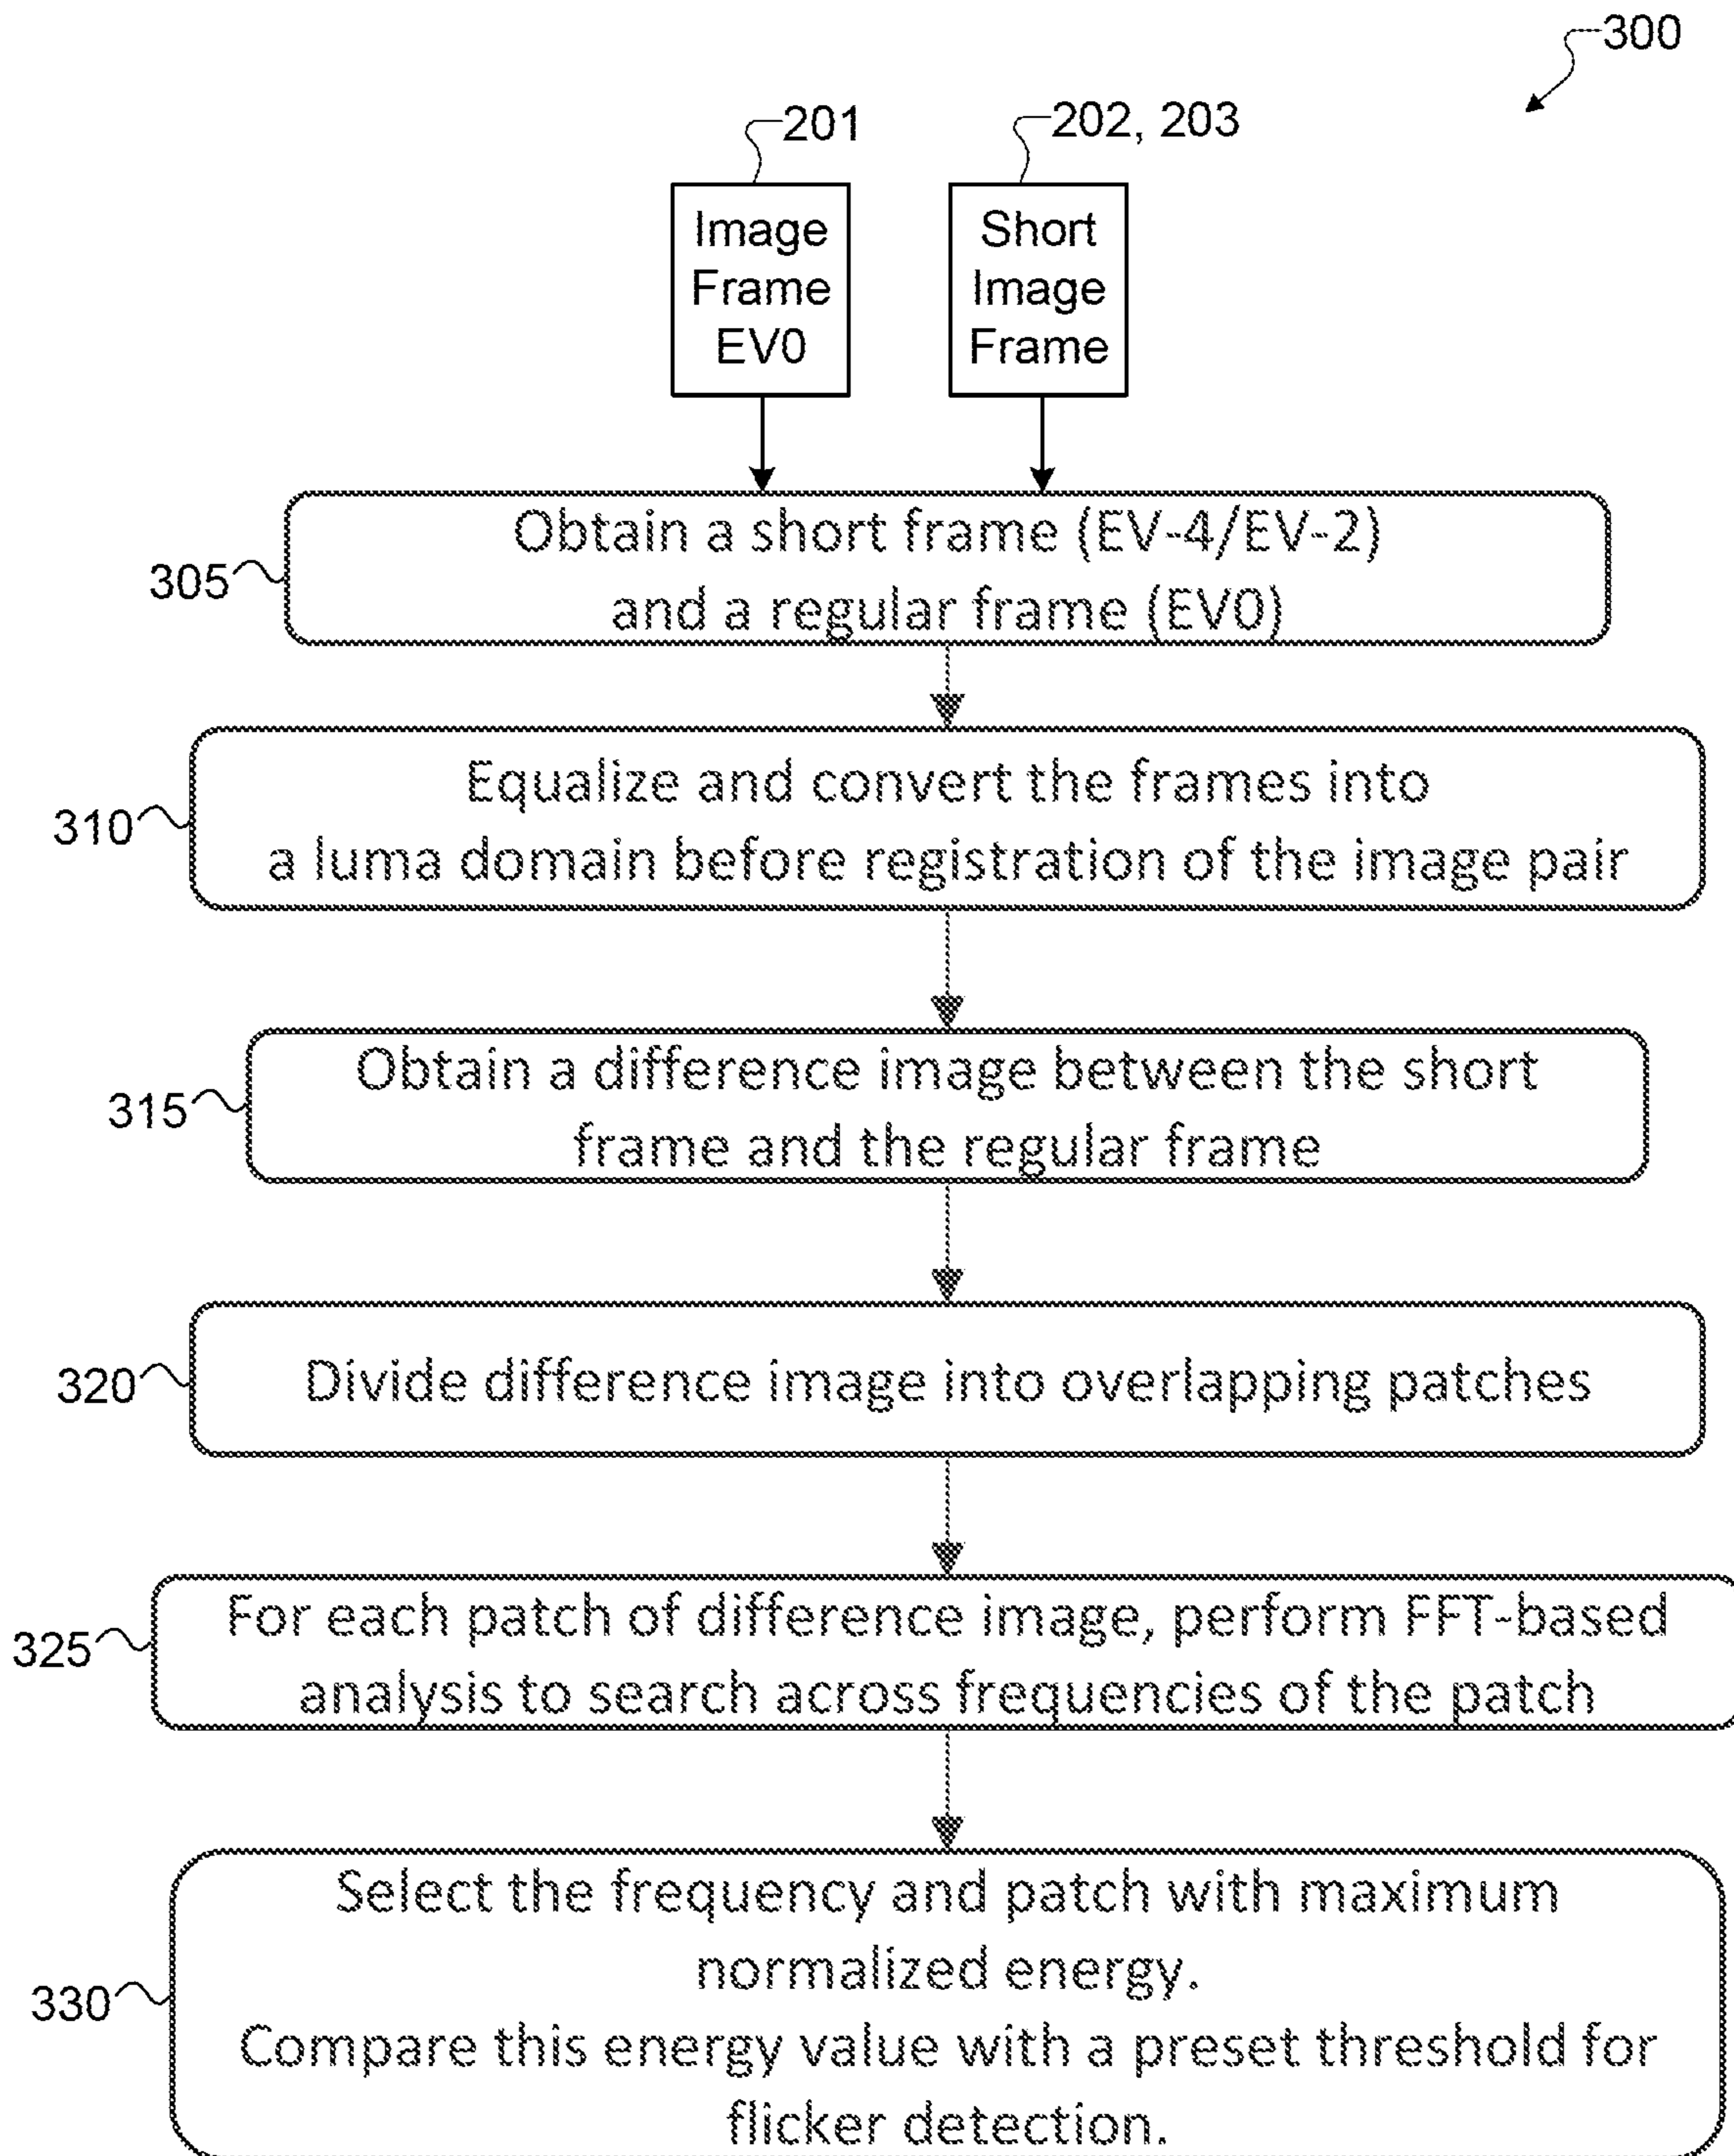 300
201
202, 203
Image
Frame
EV0
Short
Image
Frame
305
Obtain a short frame (EV-4/EV-2)
and a regular frame (EV0)
310
Equalize and convert the frames into
a luma domain before registration of the image pair
315
Obtain a difference image between the short
frame and the regular frame
320
Divide difference image into overlapping patches
325
For each patch of difference image, perform FFT-based
analysis to search across frequencies of the patch
330
Select the frequency and patch with maximum
normalized energy.
Compare this energy value with a preset threshold for
flicker detection.